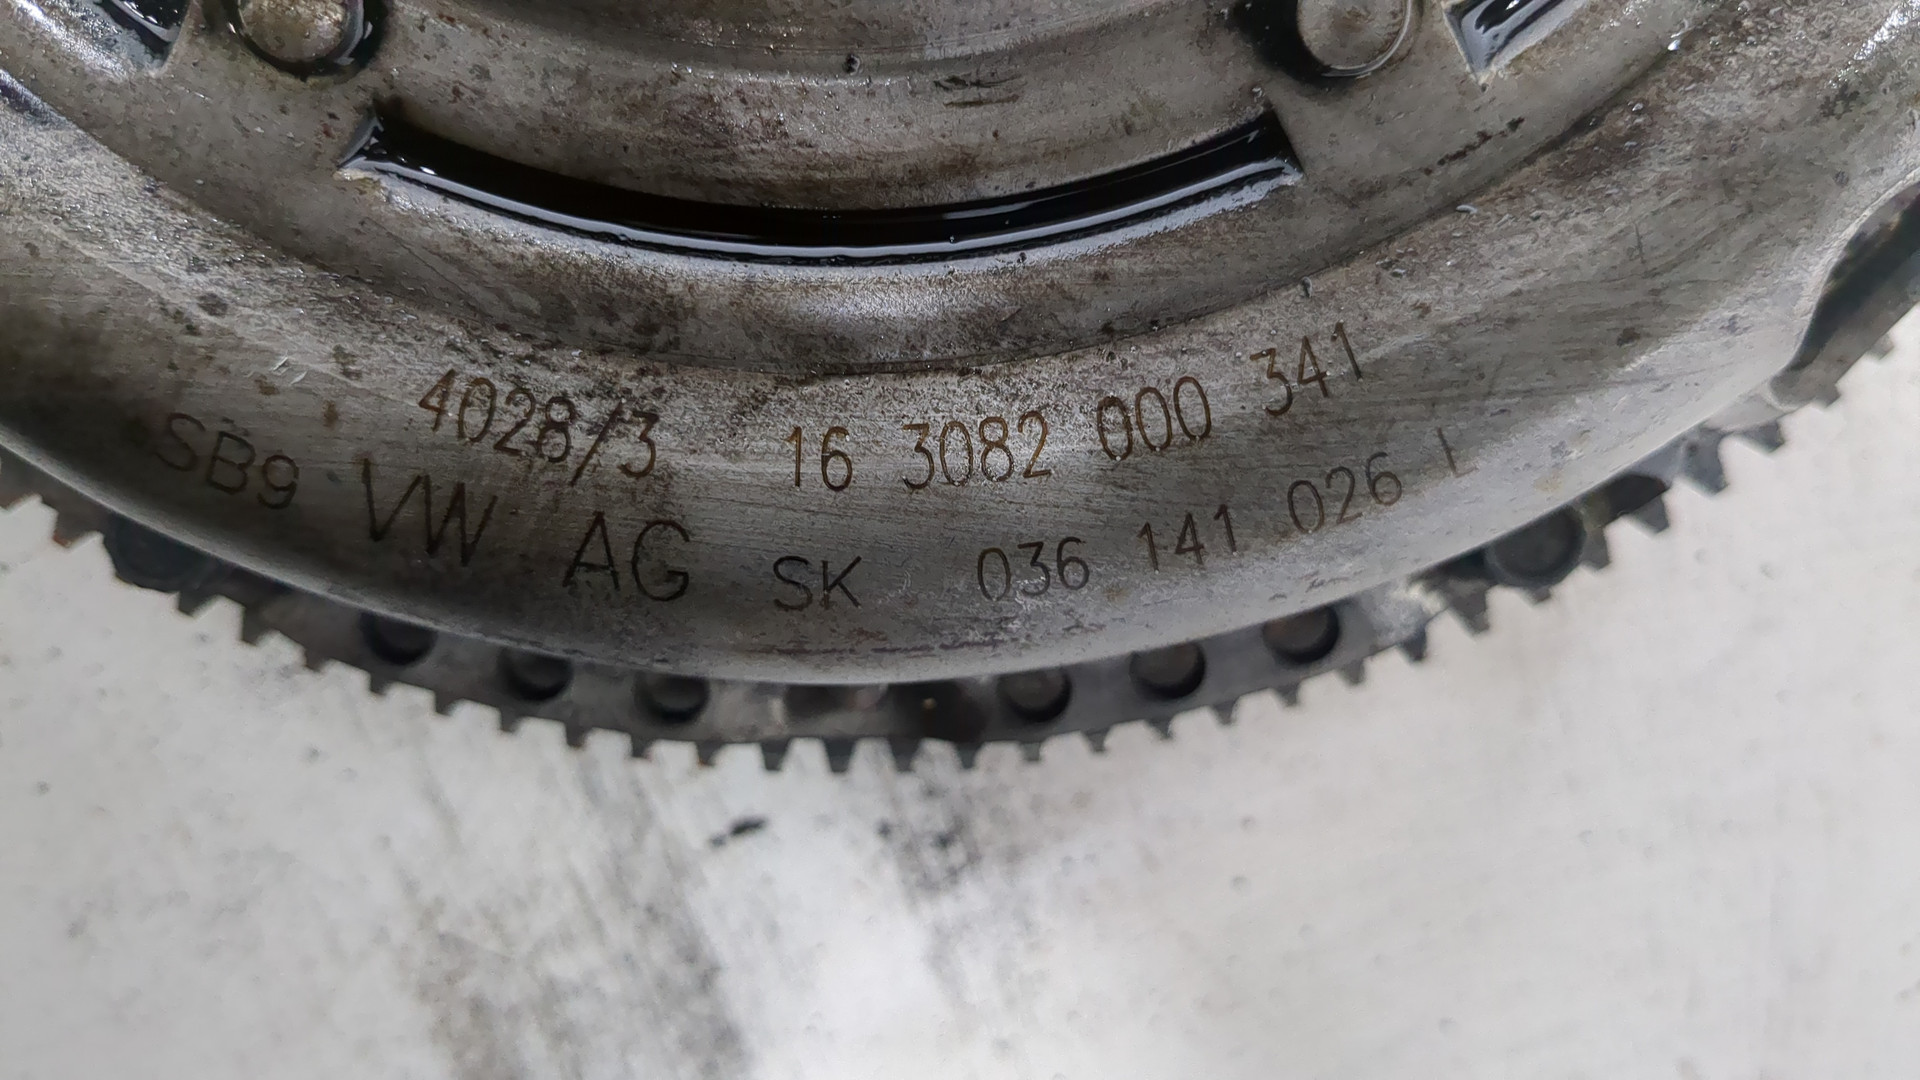 4028/3 16 3082 000 341
SB9 VW AG SK 036 141 026 L